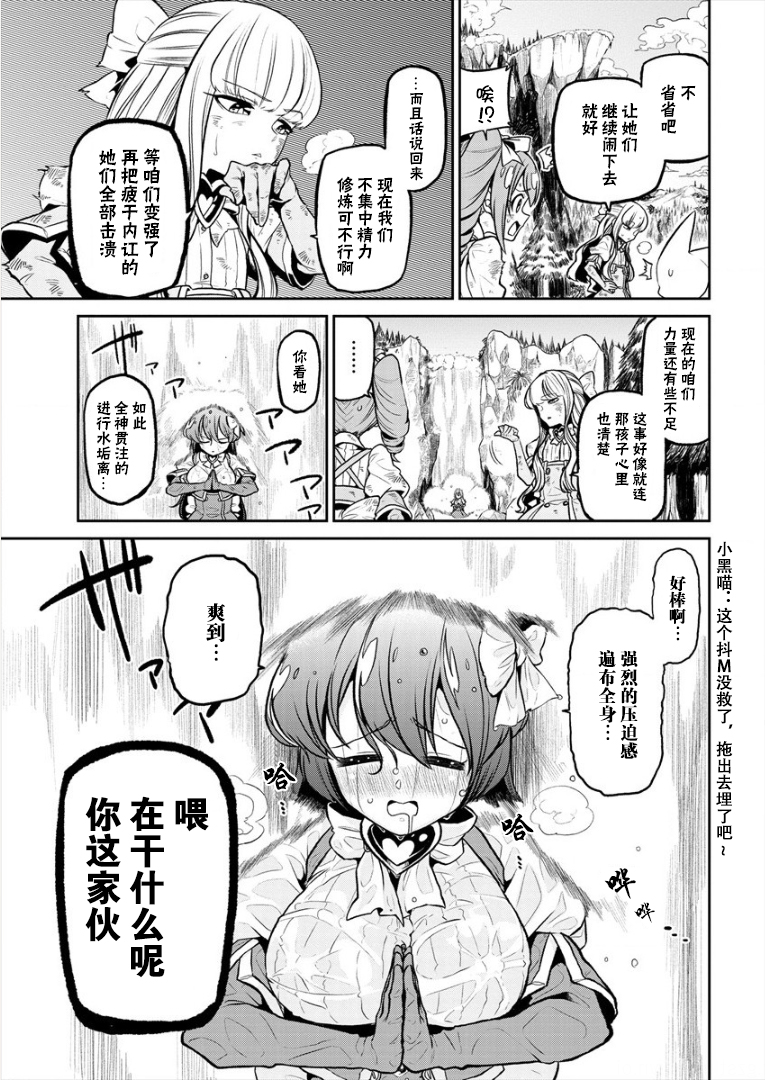 不
省省吧
让她们
继续闹下去
就好
唉!?
…而且话说回来
现在我们
不集中精力
修炼可不行啊
等咱们变强了
再把疲于内讧的
她们全部击溃
现在的咱们
力量还有些不足
这事好像就连
那孩子心里
也清楚
……
你看她
如此
全神贯注的
进行水垢离…
好棒啊…
强烈的压迫感
遍布全身…
爽到…
哈
…
哈
…
哗
哗
…
喂
在干什么呢
你这家伙
小黑喵：这个抖M没救了，拖出去埋了吧~